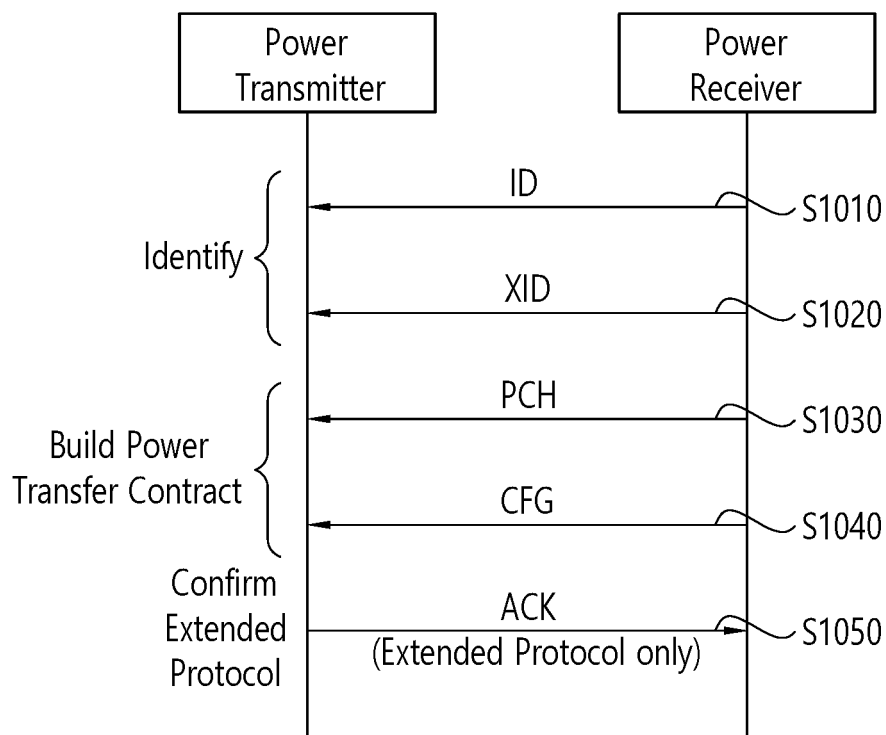 Power
Transmitter
Power
Receiver
ID
S1010
Identify
XID
S1020
PCH
S1030
Build Power
Transfer Contract
CFG
S1040
Confirm
Extended
Protocol
ACK
(Extended Protocol only)
S1050